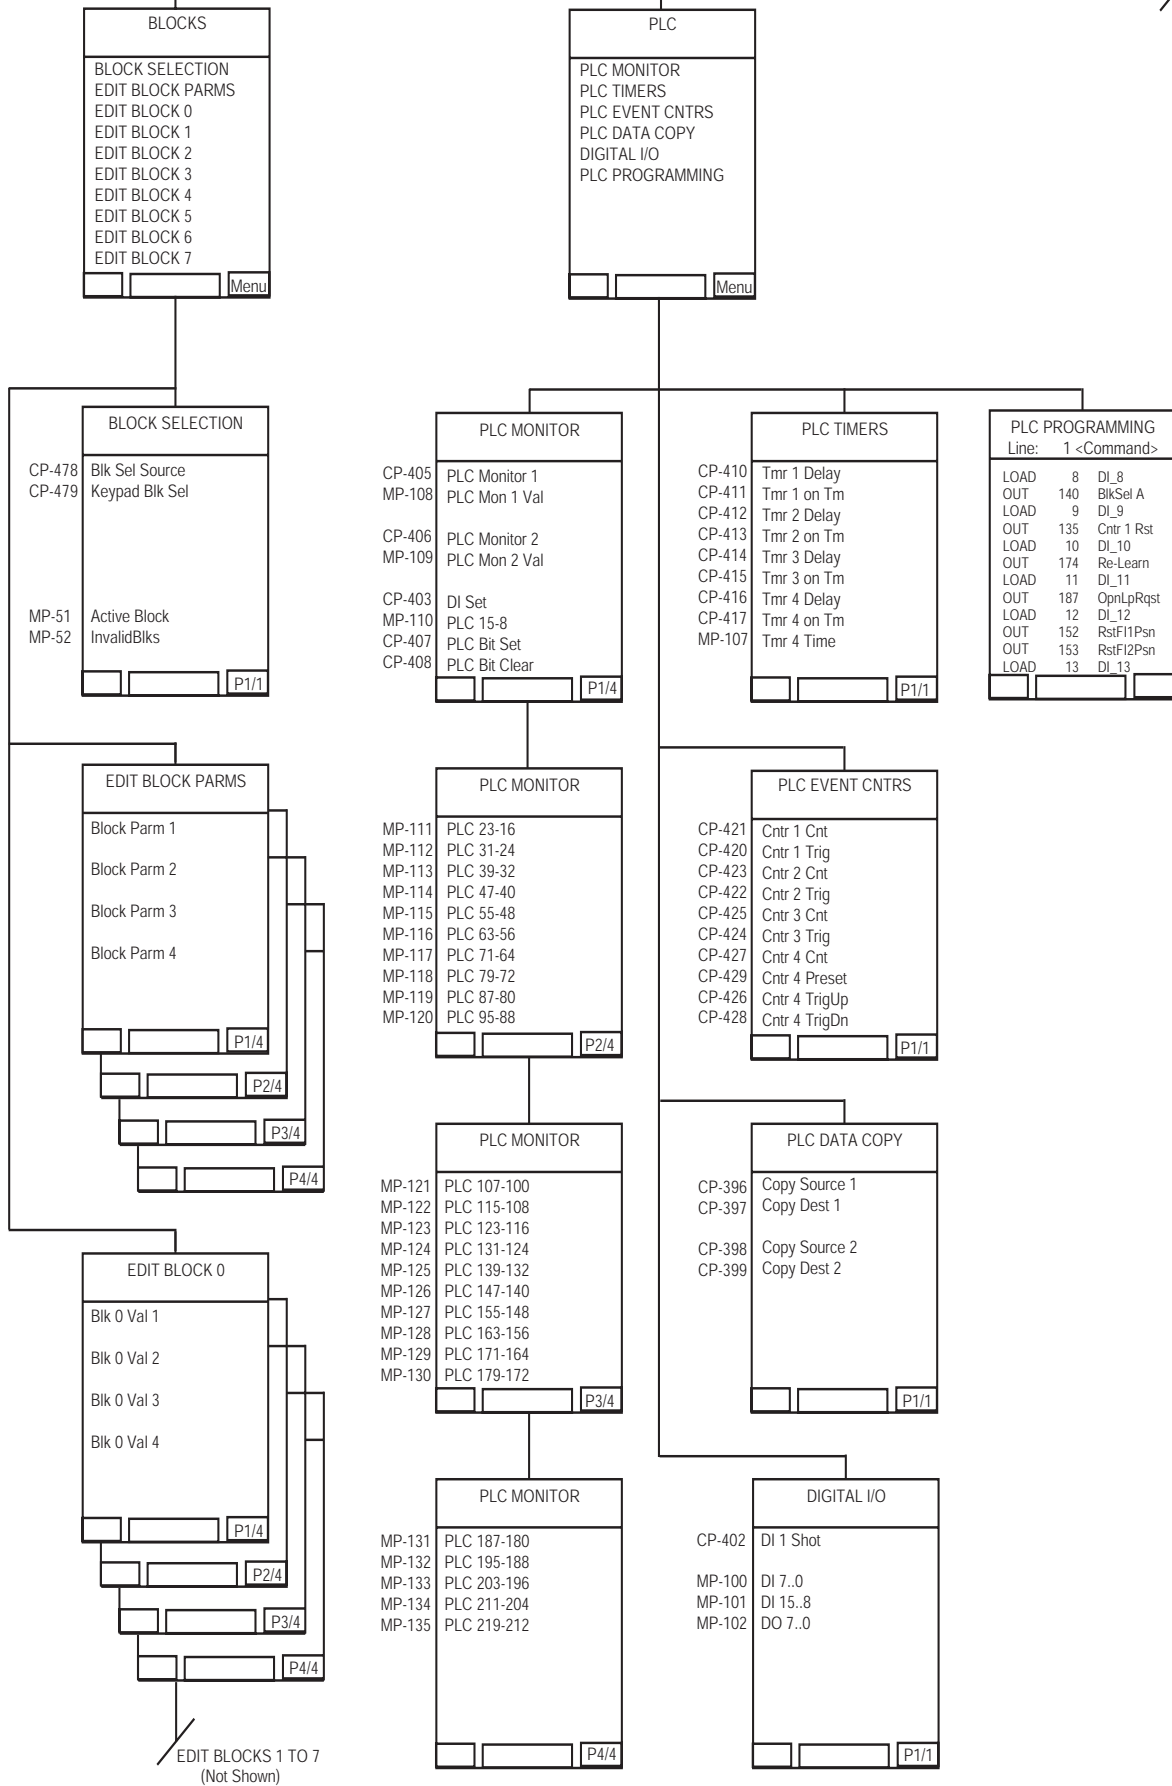 BLOCKS
BLOCK SELECTION
EDIT BLOCK PARMS
EDIT BLOCK 0
EDIT BLOCK 1
EDIT BLOCK 2
EDIT BLOCK 3
EDIT BLOCK 4
EDIT BLOCK 5
EDIT BLOCK 6
EDIT BLOCK 7
Menu
PLC
PLC MONITOR
PLC TIMERS
PLC EVENT CNTRS
PLC DATA COPY
DIGITAL I/O
PLC PROGRAMMING
Menu
BLOCK SELECTION
CP-478 Blk Sel Source
CP-479 Keypad Blk Sel
MP-51 Active Block
MP-52 InvalidBlks
P1/1
EDIT BLOCK PARMS
Block Parm 1
Block Parm 2
Block Parm 3
Block Parm 4
P1/4
P2/4
P3/4
P4/4
EDIT BLOCK 0
Blk 0 Val 1
Blk 0 Val 2
Blk 0 Val 3
Blk 0 Val 4
P1/4
P2/4
P3/4
P4/4
EDIT BLOCKS 1 TO 7
(Not Shown)
PLC MONITOR
CP-405 PLC Monitor 1
MP-108 PLC Mon 1 Val
CP-406 PLC Monitor 2
MP-109 PLC Mon 2 Val
CP-403 DI Set
MP-110 PLC 15-8
CP-407 PLC Bit Set
CP-408 PLC Bit Clear
P1/4
PLC MONITOR
MP-111 PLC 23-16
MP-112 PLC 31-24
MP-113 PLC 39-32
MP-114 PLC 47-40
MP-115 PLC 55-48
MP-116 PLC 63-56
MP-117 PLC 71-64
MP-118 PLC 79-72
MP-119 PLC 87-80
MP-120 PLC 95-88
P2/4
PLC MONITOR
MP-121 PLC 107-100
MP-122 PLC 115-108
MP-123 PLC 123-116
MP-124 PLC 131-124
MP-125 PLC 139-132
MP-126 PLC 147-140
MP-127 PLC 155-148
MP-128 PLC 163-156
MP-129 PLC 171-164
MP-130 PLC 179-172
P3/4
PLC MONITOR
MP-131 PLC 187-180
MP-132 PLC 195-188
MP-133 PLC 203-196
MP-134 PLC 211-204
MP-135 PLC 219-212
P4/4
PLC TIMERS
CP-410 Tmr 1 Delay
CP-411 Tmr 1 on Tm
CP-412 Tmr 2 Delay
CP-413 Tmr 2 on Tm
CP-414 Tmr 3 Delay
CP-415 Tmr 3 on Tm
CP-416 Tmr 4 Delay
CP-417 Tmr 4 on Tm
MP-107 Tmr 4 Time
P1/1
PLC EVENT CNTRS
CP-421 Cntr 1 Cnt
CP-420 Cntr 1 Trig
CP-423 Cntr 2 Cnt
CP-422 Cntr 2 Trig
CP-425 Cntr 3 Cnt
CP-424 Cntr 3 Trig
CP-427 Cntr 4 Cnt
CP-429 Cntr 4 Preset
CP-426 Cntr 4 TrigUp
CP-428 Cntr 4 TrigDn
P1/1
PLC DATA COPY
CP-396 Copy Source 1
CP-397 Copy Dest 1
CP-398 Copy Source 2
CP-399 Copy Dest 2
P1/1
DIGITAL I/O
CP-402 DI 1 Shot
MP-100 DI 7..0
MP-101 DI 15..8
MP-102 DO 7..0
P1/1
PLC PROGRAMMING
Line: 1 <Command>
LOAD 8 DI_8
OUT 140 BlkSel A
LOAD 9 DI_9
OUT 135 Cntr 1 Rst
LOAD 10 DI_10
OUT 174 Re-Learn
LOAD 11 DI_11
OUT 187 OpnLpRqst
LOAD 12 DI_12
OUT 152 RstFl1Psn
OUT 153 RstFl2Psn
LOAD 13 DI_13